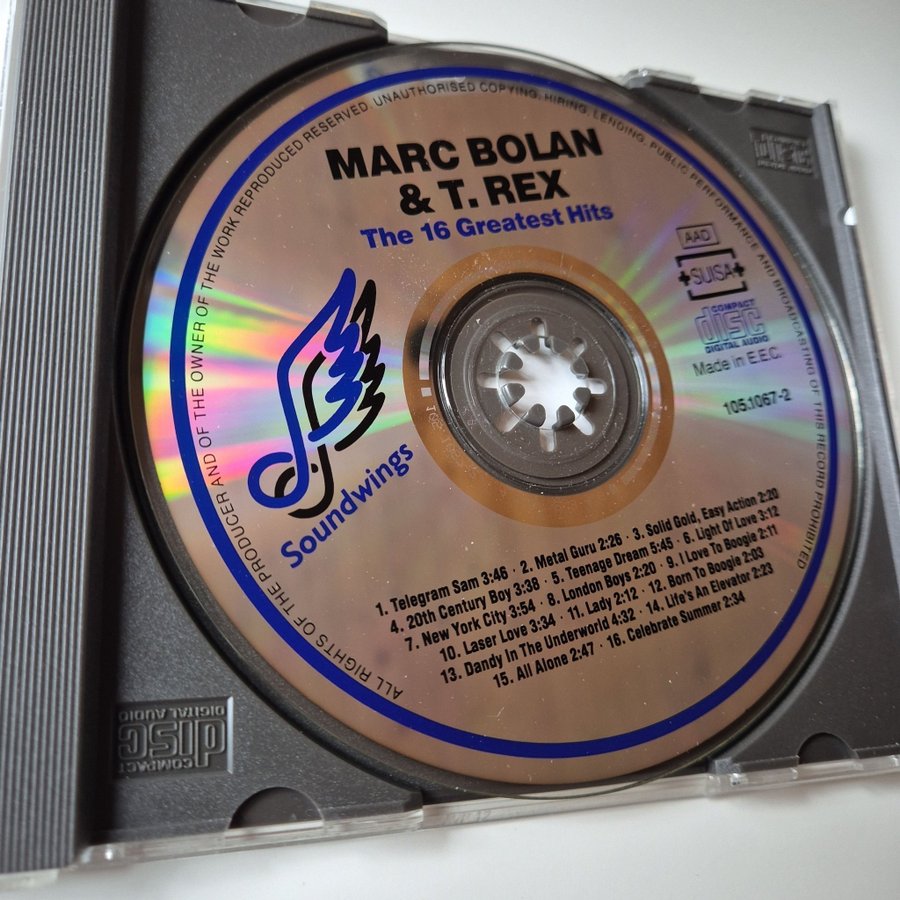 MARC BOLAN
& T. REX
The 16 Greatest Hits
AAD
SUISA
COMPACT
disc
DIGITAL AUDIO
Made in E.E.C.
105.1067-2
Soundwings
1. Telegram Sam 3:46 · 2. Metal Guru 2:26 · 3. Solid Gold, Easy Action 2:20
4. 20th Century Boy 3:38 · 5. Teenage Dream 5:45 · 6. Light Of Love 3:12
7. New York City 3:54 · 8. London Boys 2:20 · 9. I Love To Boogie 2:11
10. Laser Love 3:34 · 11. Lady 2:12 · 12. Born To Boogie 2:03
13. Dandy In The Underworld 4:32 · 14. Life's An Elevator 2:23
15. All Alone 2:47 · 16. Celebrate Summer 2:34
ALL RIGHTS OF THE PRODUCER AND OF THE OWNER OF THE WORK REPRODUCED RESERVED. UNAUTHORISED COPYING, HIRING, LENDING, PUBLIC PERFORMANCE AND BROADCASTING OF THIS RECORD PROHIBITED
COMPACT
disc
DIGITAL AUDIO